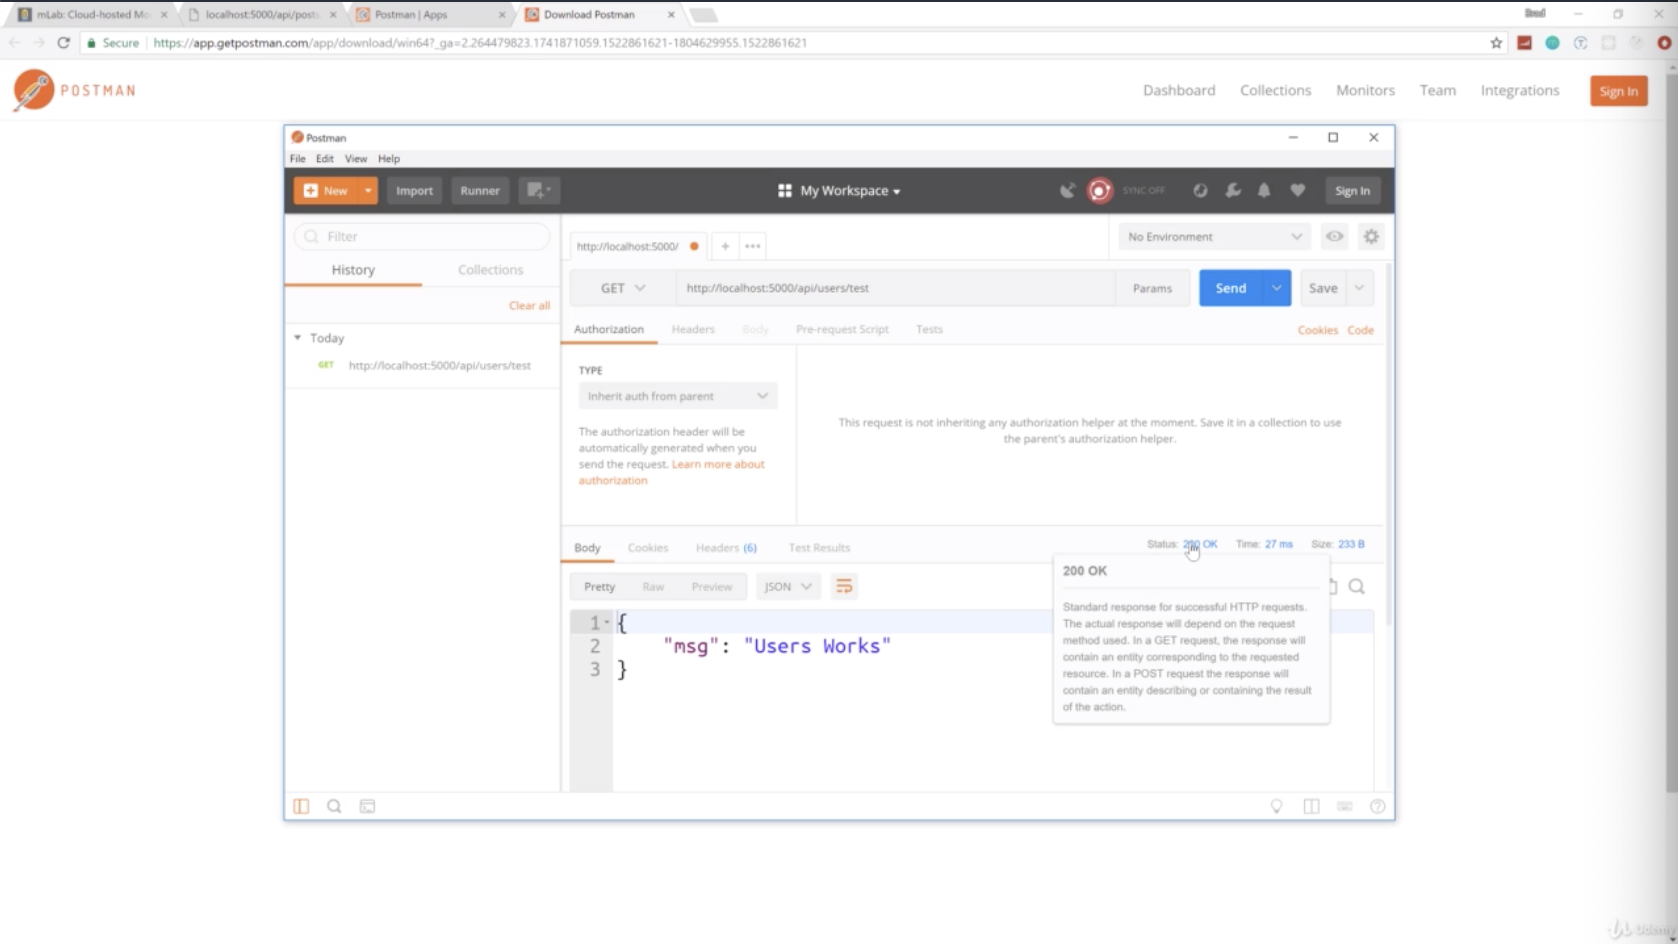 mLab: Cloud-hosted Mo
localhost:5000/api/posts
Postman | Apps
Download Postman
Secure
https://app.getpostman.com/app/download/win64?_ga=2.264479823.1741871059.1522861621-1804629955.1522861621
POSTMAN
Dashboard
Collections
Monitors
Team
Integrations
Sign In
Postman
File Edit View Help
New
Import
Runner
My Workspace
SYNC OFF
Sign In
Filter
History
Collections
Clear all
Today
GET http://localhost:5000/api/users/test
http://localhost:5000/
No Environment
GET
http://localhost:5000/api/users/test
Params
Send
Save
Authorization
Headers
Body
Pre-request Script
Tests
Cookies
Code
TYPE
Inherit auth from parent
The authorization header will be
automatically generated when you
send the request. Learn more about
authorization
This request is not inheriting any authorization helper at the moment. Save it in a collection to use
the parent's authorization helper.
Body
Cookies
Headers (6)
Test Results
Status: 200 OK
Time: 27 ms
Size: 233 B
Pretty
Raw
Preview
JSON
1 {
2 "msg": "Users Works"
3 }
200 OK
Standard response for successful HTTP requests.
The actual response will depend on the request
method used. In a GET request, the response will
contain an entity corresponding to the requested
resource. In a POST request the response will
contain an entity describing or containing the result
of the action.
Udemy